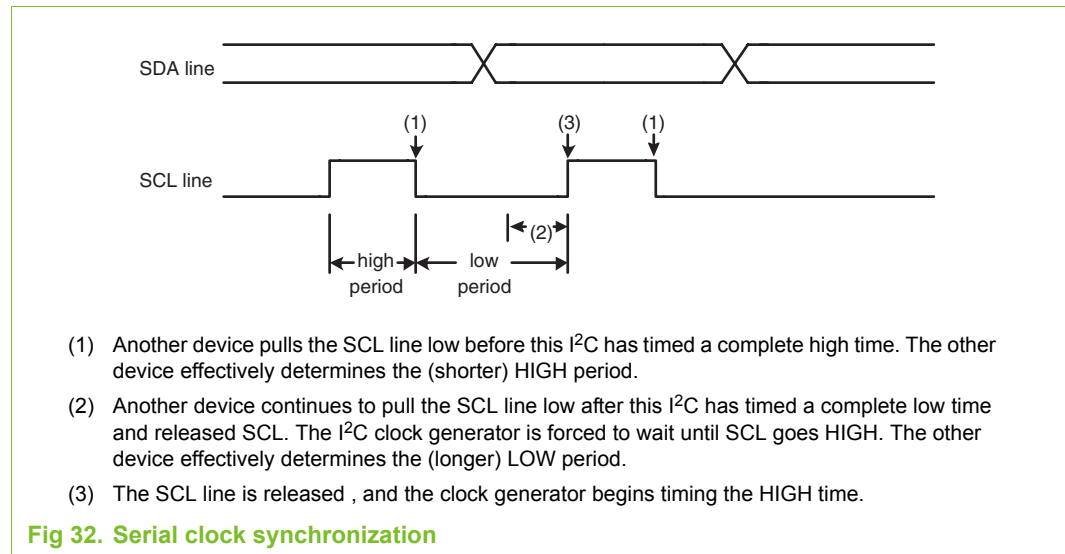 SDA line
(1)
(3)
(1)
SCL line
(2)
high
period
low
period
(1) Another device pulls the SCL line low before this I2C has timed a complete high time. The other
device effectively determines the (shorter) HIGH period.
(2) Another device continues to pull the SCL line low after this I2C has timed a complete low time
and released SCL. The I2C clock generator is forced to wait until SCL goes HIGH. The other
device effectively determines the (longer) LOW period.
(3) The SCL line is released , and the clock generator begins timing the HIGH time.
Fig 32. Serial clock synchronization